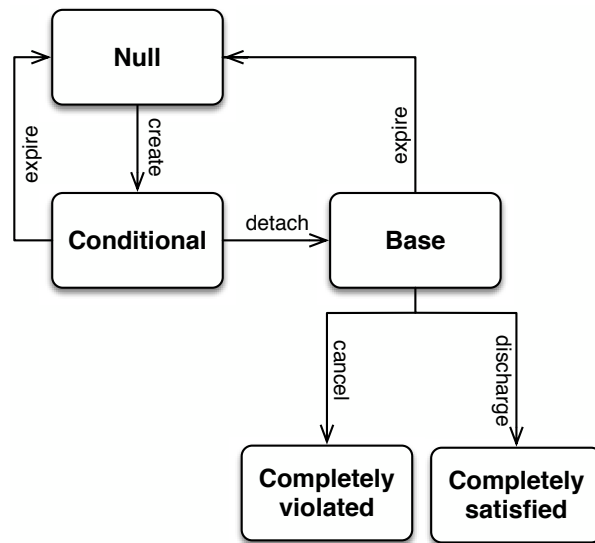 Null
expire
create
expire
Conditional
detach
Base
cancel
discharge
Completely
violated
Completely
satisfied